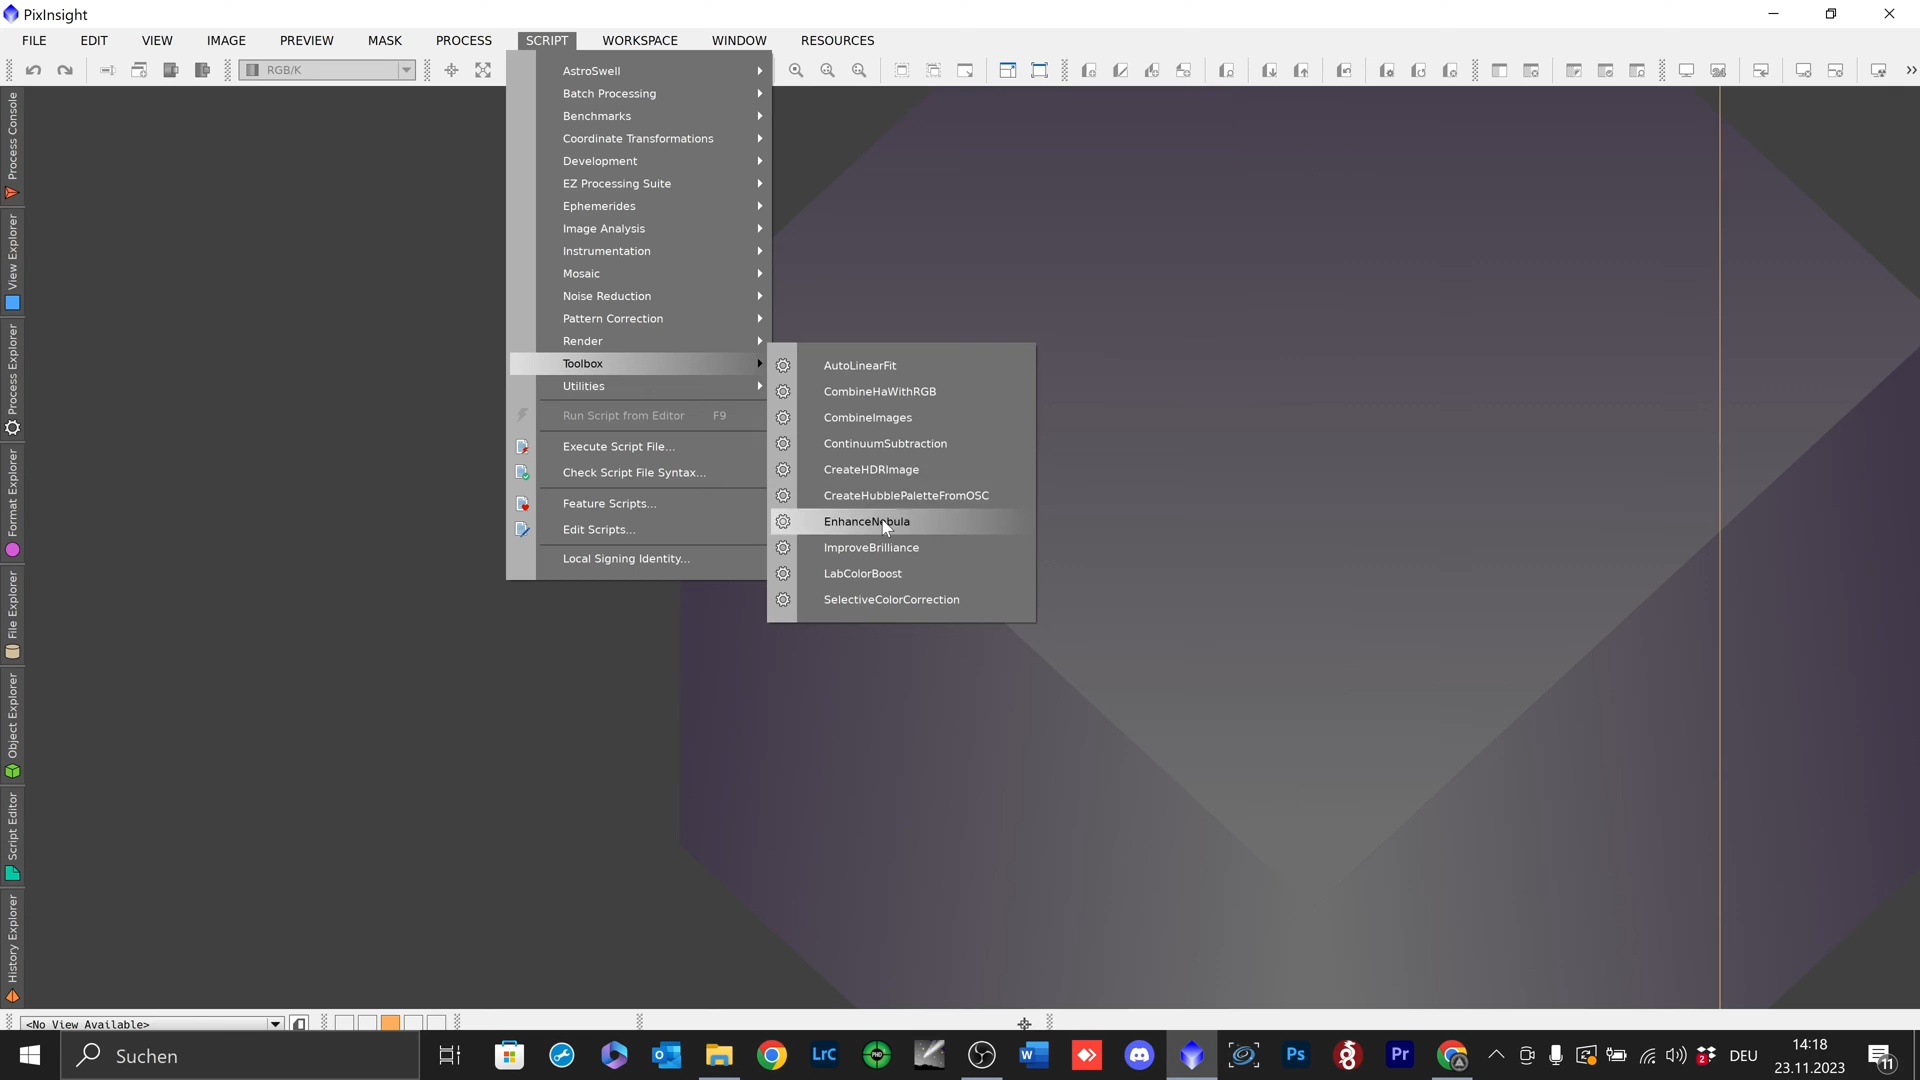 PixInsight
FILE EDIT VIEW IMAGE PREVIEW MASK PROCESS SCRIPT WORKSPACE WINDOW RESOURCES
RGB/K
AstroSwell
Batch Processing
Benchmarks
Coordinate Transformations
Development
EZ Processing Suite
Ephemerides
Image Analysis
Instrumentation
Mosaic
Noise Reduction
Pattern Correction
Render
Toolbox
Utilities
Run Script from Editor F9
Execute Script File...
Check Script File Syntax...
Feature Scripts...
Edit Scripts...
Local Signing Identity...
AutoLinearFit
CombineHaWithRGB
CombineImages
ContinuumSubtraction
CreateHDRImage
CreateHubblePaletteFromOSC
EnhanceNebula
ImproveBrilliance
LabColorBoost
SelectiveColorCorrection
Process Console
View Explorer
Process Explorer
Format Explorer
File Explorer
Object Explorer
Script Editor
History Explorer
<No View Available>
Suchen
LrC
PHD
W
Ps
Pr
A
2
DEU
14:18
23.11.2023
11